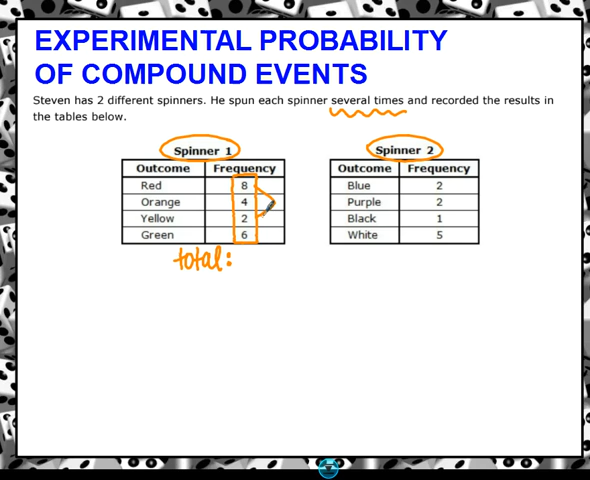 EXPERIMENTAL PROBABILITY
OF COMPOUND EVENTS
Steven has 2 different spinners. He spun each spinner several times and recorded the results in
the tables below.
Spinner 1
Outcome Frequency
Red 8
Orange 4
Yellow 2
Green 6
total:
Spinner 2
Outcome Frequency
Blue 2
Purple 2
Black 1
White 5